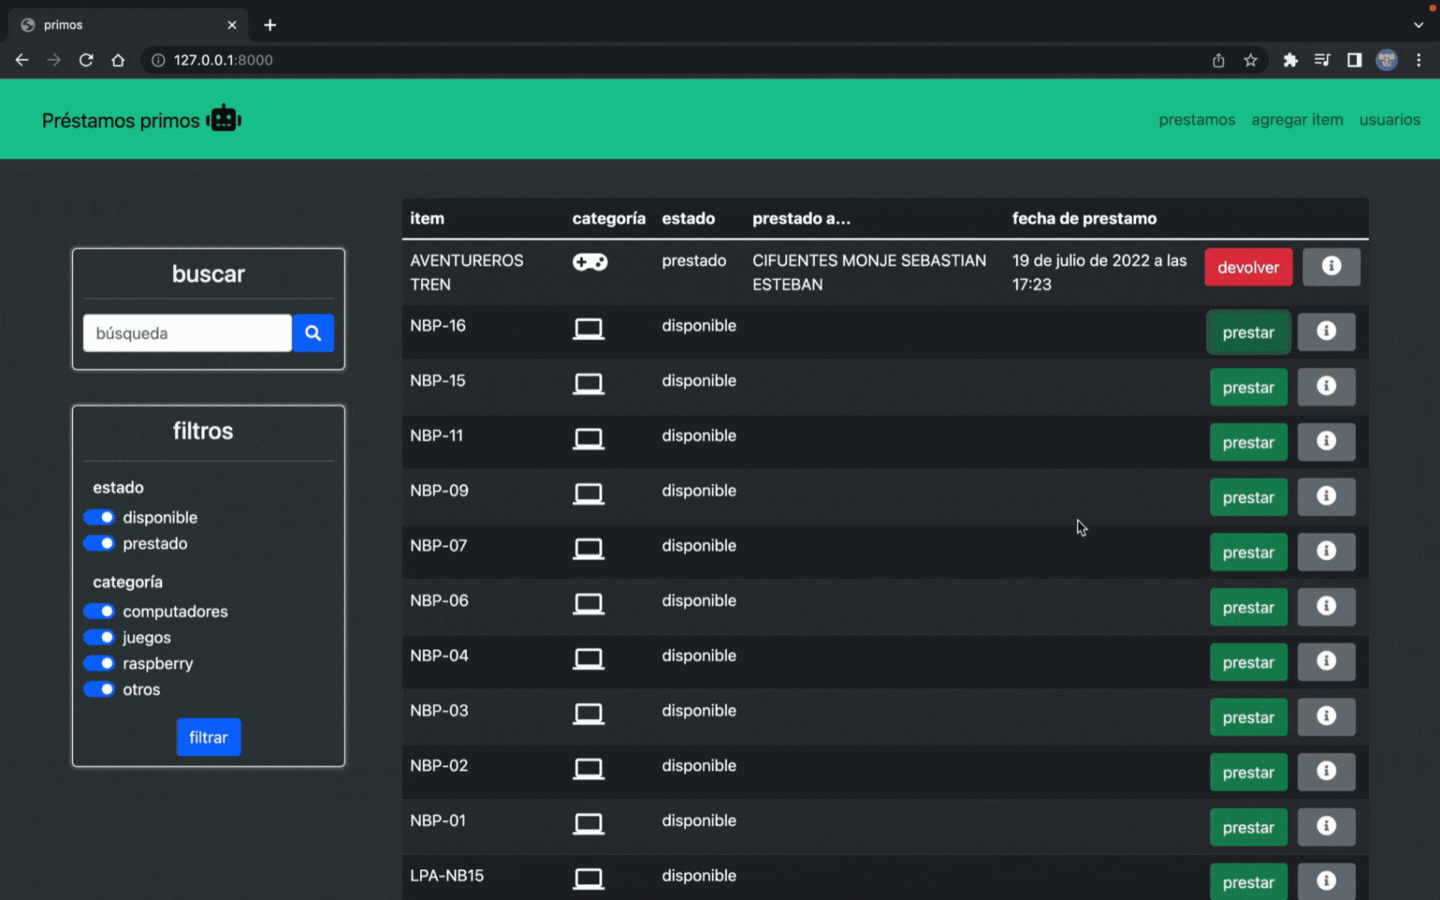 primos
127.0.0.1:8000
Préstamos primos
prestamos agregar item usuarios
buscar
búsqueda
filtros
estado
disponible
prestado
categoría
computadores
juegos
raspberry
otros
filtrar
item categoría estado prestado a... fecha de prestamo
AVENTUREROS prestado CIFUENTES MONJE SEBASTIAN 19 de julio de 2022 a las devolver
TREN ESTEBAN 17:23
NBP-16 disponible prestar
NBP-15 disponible prestar
NBP-11 disponible prestar
NBP-09 disponible prestar
NBP-07 disponible prestar
NBP-06 disponible prestar
NBP-04 disponible prestar
NBP-03 disponible prestar
NBP-02 disponible prestar
NBP-01 disponible prestar
LPA-NB15 disponible prestar